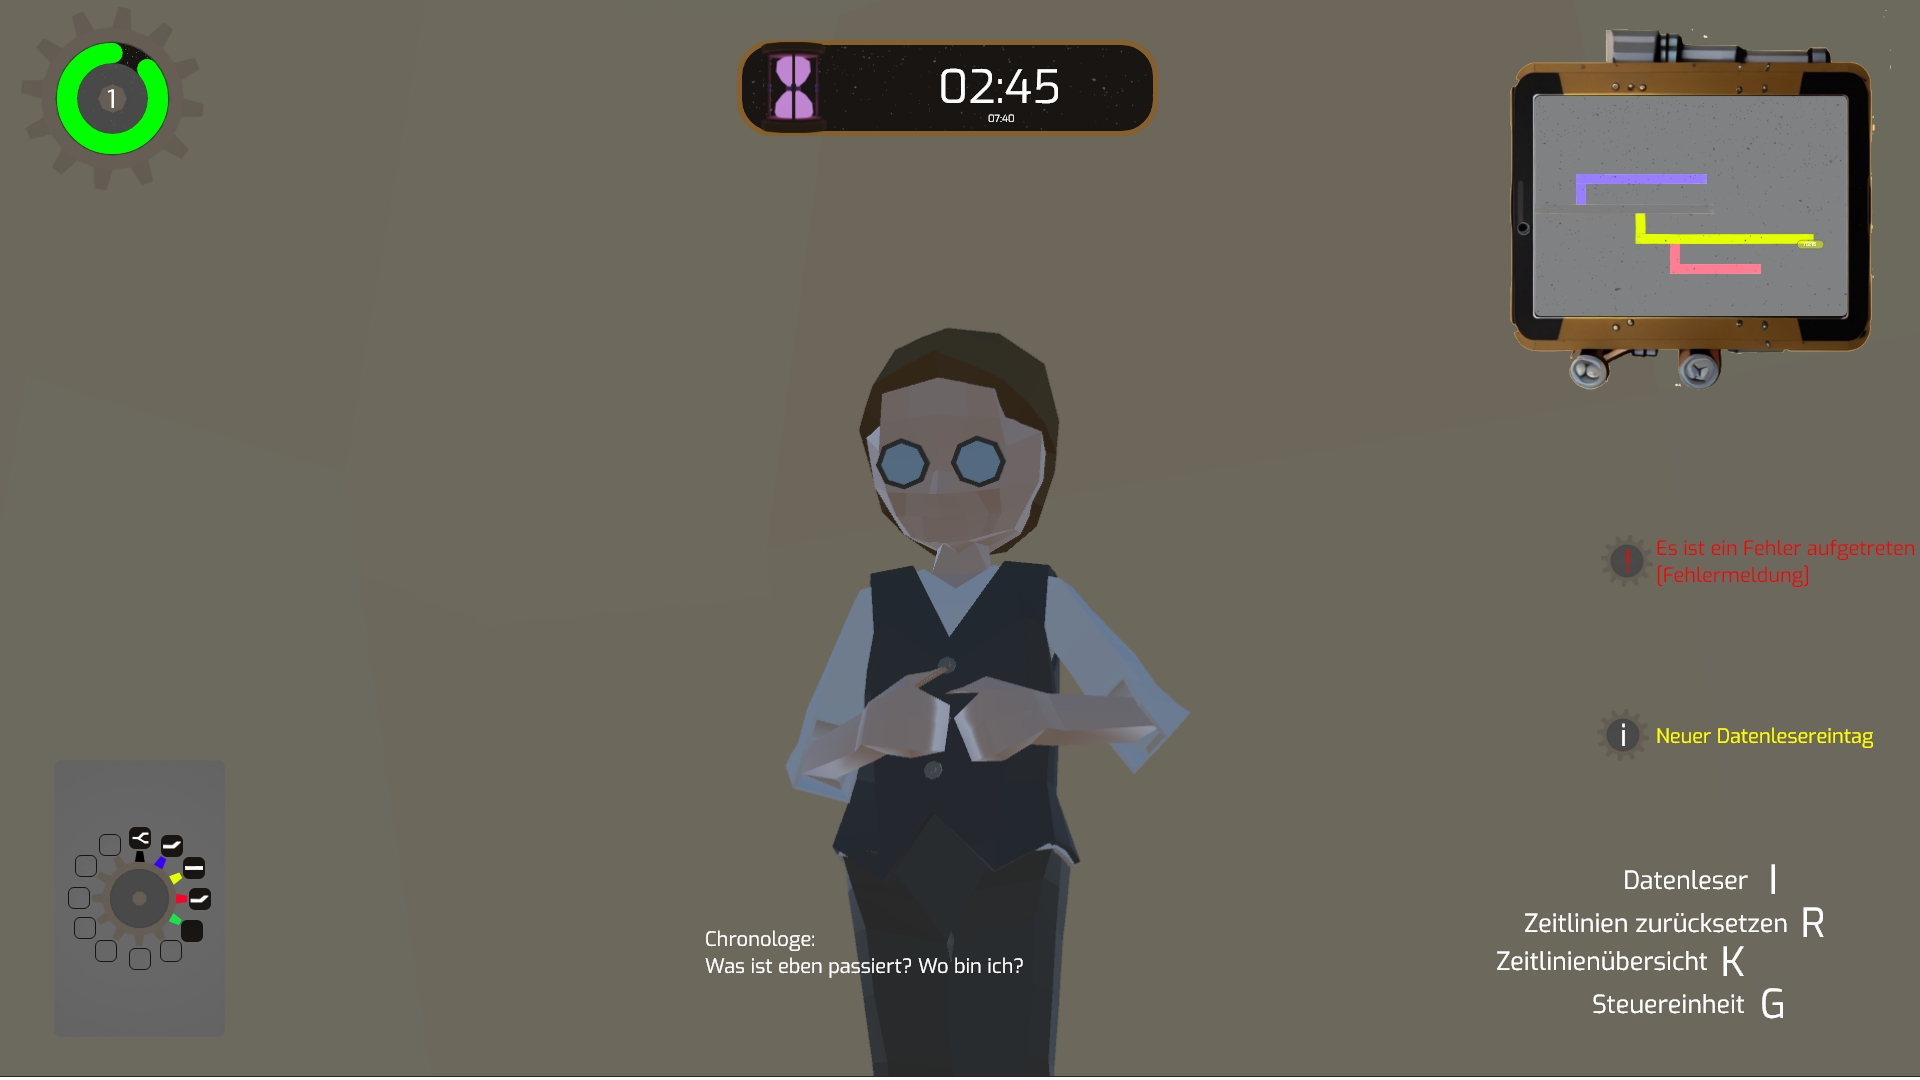 1
02:45
07:40
Es ist ein Fehler aufgetreten
[Fehlermeldung]
Neuer Datenlesereintag
Chronologe:
Was ist eben passiert? Wo bin ich?
Datenleser I
Zeitlinien zurücksetzen R
Zeitlinienübersicht K
Steuereinheit G